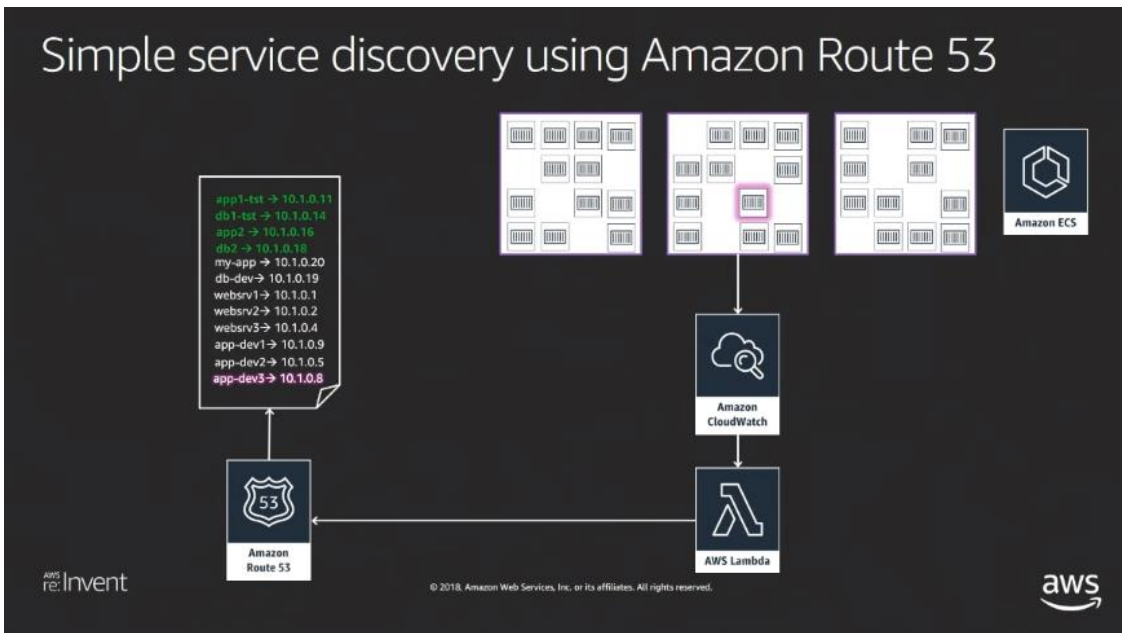 Simple service discovery using Amazon Route 53
app1-tst → 10.1.0.11
db1-tst → 10.1.0.14
app2 → 10.1.0.16
db2 → 10.1.0.18
my-app → 10.1.0.20
db-dev→ 10.1.0.19
websrv1→ 10.1.0.1
websrv2→ 10.1.0.2
websrv3→ 10.1.0.4
app-dev1→ 10.1.0.9
app-dev2→ 10.1.0.5
app-dev3→ 10.1.0.8
Amazon ECS
Amazon
CloudWatch
53
Amazon
Route 53
AWS Lambda
AWS
re:Invent
© 2018, Amazon Web Services, Inc. or its affiliates. All rights reserved.
aws